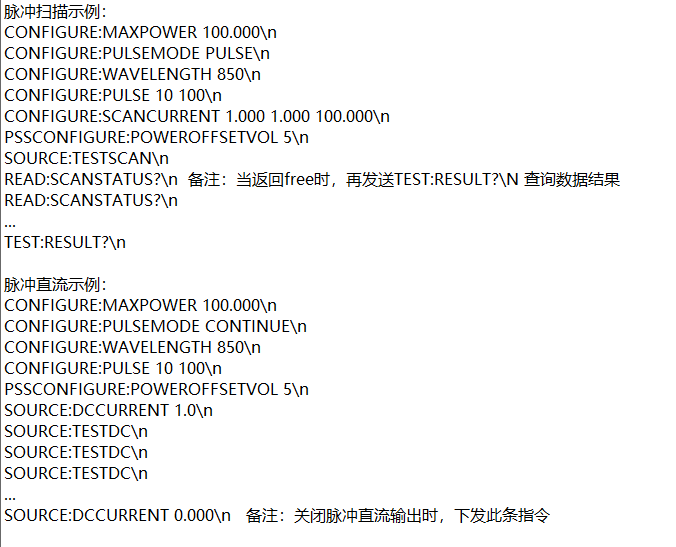 脉冲扫描示例：
CONFIGURE:MAXPOWER 100.000\n
CONFIGURE:PULSEMODE PULSE\n
CONFIGURE:WAVELENGTH 850\n
CONFIGURE:PULSE 10 100\n
CONFIGURE:SCANCURRENT 1.000 1.000 100.000\n
PSSCONFIGURE:POWEROFFSETVOL 5\n
SOURCE:TESTSCAN\n
READ:SCANSTATUS?\n 备注：当返回free时，再发送TEST:RESULT?\N 查询数据结果
READ:SCANSTATUS?\n
...
TEST:RESULT?\n
脉冲直流示例：
CONFIGURE:MAXPOWER 100.000\n
CONFIGURE:PULSEMODE CONTINUE\n
CONFIGURE:WAVELENGTH 850\n
CONFIGURE:PULSE 10 100\n
PSSCONFIGURE:POWEROFFSETVOL 5\n
SOURCE:DCCURRENT 1.0\n
SOURCE:TESTDC\n
SOURCE:TESTDC\n
SOURCE:TESTDC\n
...
SOURCE:DCCURRENT 0.000\n 备注：关闭脉冲直流输出时，下发此条指令